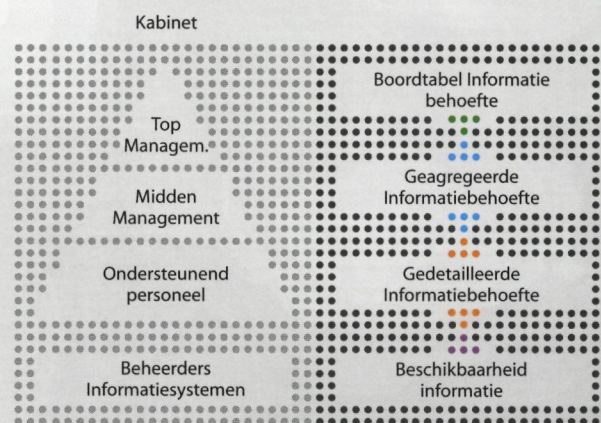 Kabinet
Top
Managem.
Midden
Management
Ondersteunend
personeel
Beheerders
Informatiesystemen
Boordtabel Informatie
behoefte
Geagregeerde
Informatiebehoefte
Gedetailleerde
Informatiebehoefte
Beschikbaarheid
informatie